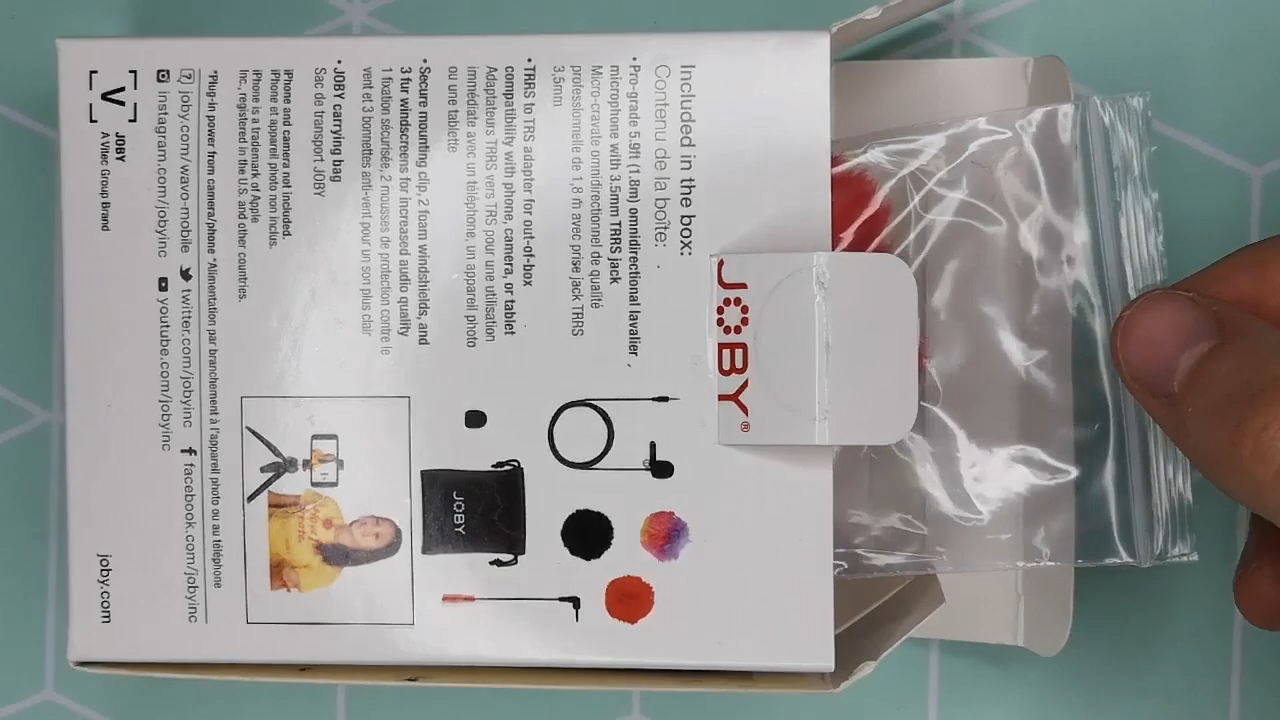 JOBY®
Included in the box:
Contenu de la boîte:
• Pro-grade 5.9ft (1.8m) omnidirectional lavalier
microphone with 3.5mm TRRS jack
Micro-cravate omnidirectionnel de qualité
professionnelle de 1,8 m avec prise jack TRRS
3,5mm
• TRRS to TRS adapter for out-of-box
compatibility with phone, camera, or tablet
Adaptateurs TRRS vers TRS pour une utilisation
immédiate avec un téléphone, un appareil photo
ou une tablette
• Secure mounting clip, 2 foam windshields, and
3 fur windscreens for increased audio quality
1 fixation sécurisée, 2 mousses de protection contre le
vent et 3 bonnettes anti-vent pour un son plus clair
• JOBY carrying bag
Sac de transport JOBY
JOBY
iPhone and camera not included.
iPhone et appareil photo non inclus.
iPhone is a trademark of Apple
Inc., registered in the U.S. and other countries.
*Plug-in power from camera/phone *Alimentation par branchement à l'appareil photo ou au téléphone
joby.com/wavo-mobile twitter.com/jobyinc facebook.com/jobyinc
instagram.com/jobyinc youtube.com/jobyinc
V JOBY
A Vitec Group Brand
joby.com